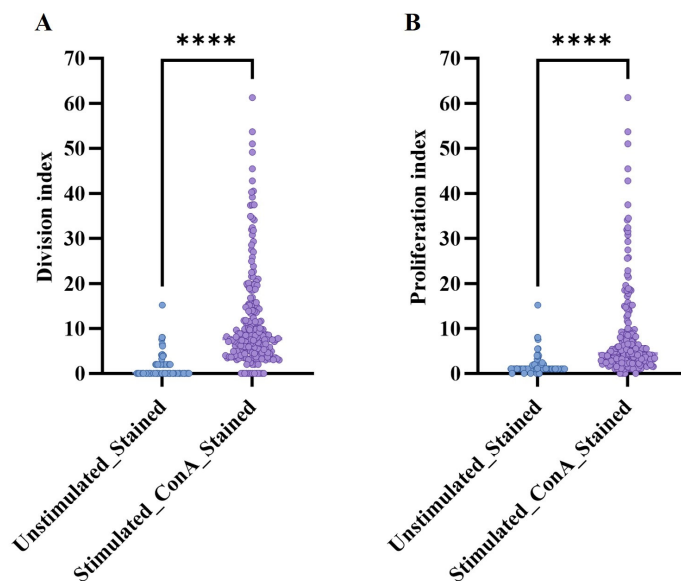 A
****
Division index
70
60
50
40
30
20
10
0
Unstimulated_Stained
Stimulated_ConA_Stained
B
****
Proliferation index
70
60
50
40
30
20
10
0
Unstimulated_Stained
Stimulated_ConA_Stained